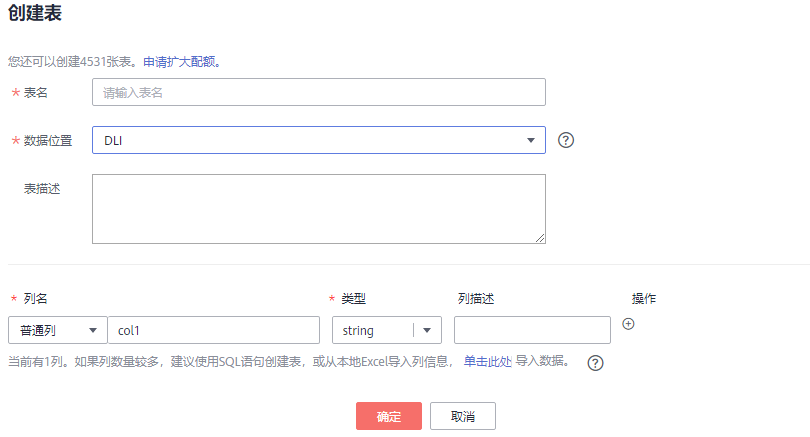 创建表
您还可以创建4531张表。申请扩大配额。
* 表名 请输入表名
* 数据位置 DLI ?
表描述
* 列名 * 类型 列描述 操作
普通列 col1 string
当前有1列。如果列数量较多，建议使用SQL语句创建表，或从本地Excel导入列信息， 单击此处 导入数据。 ?
确定 取消